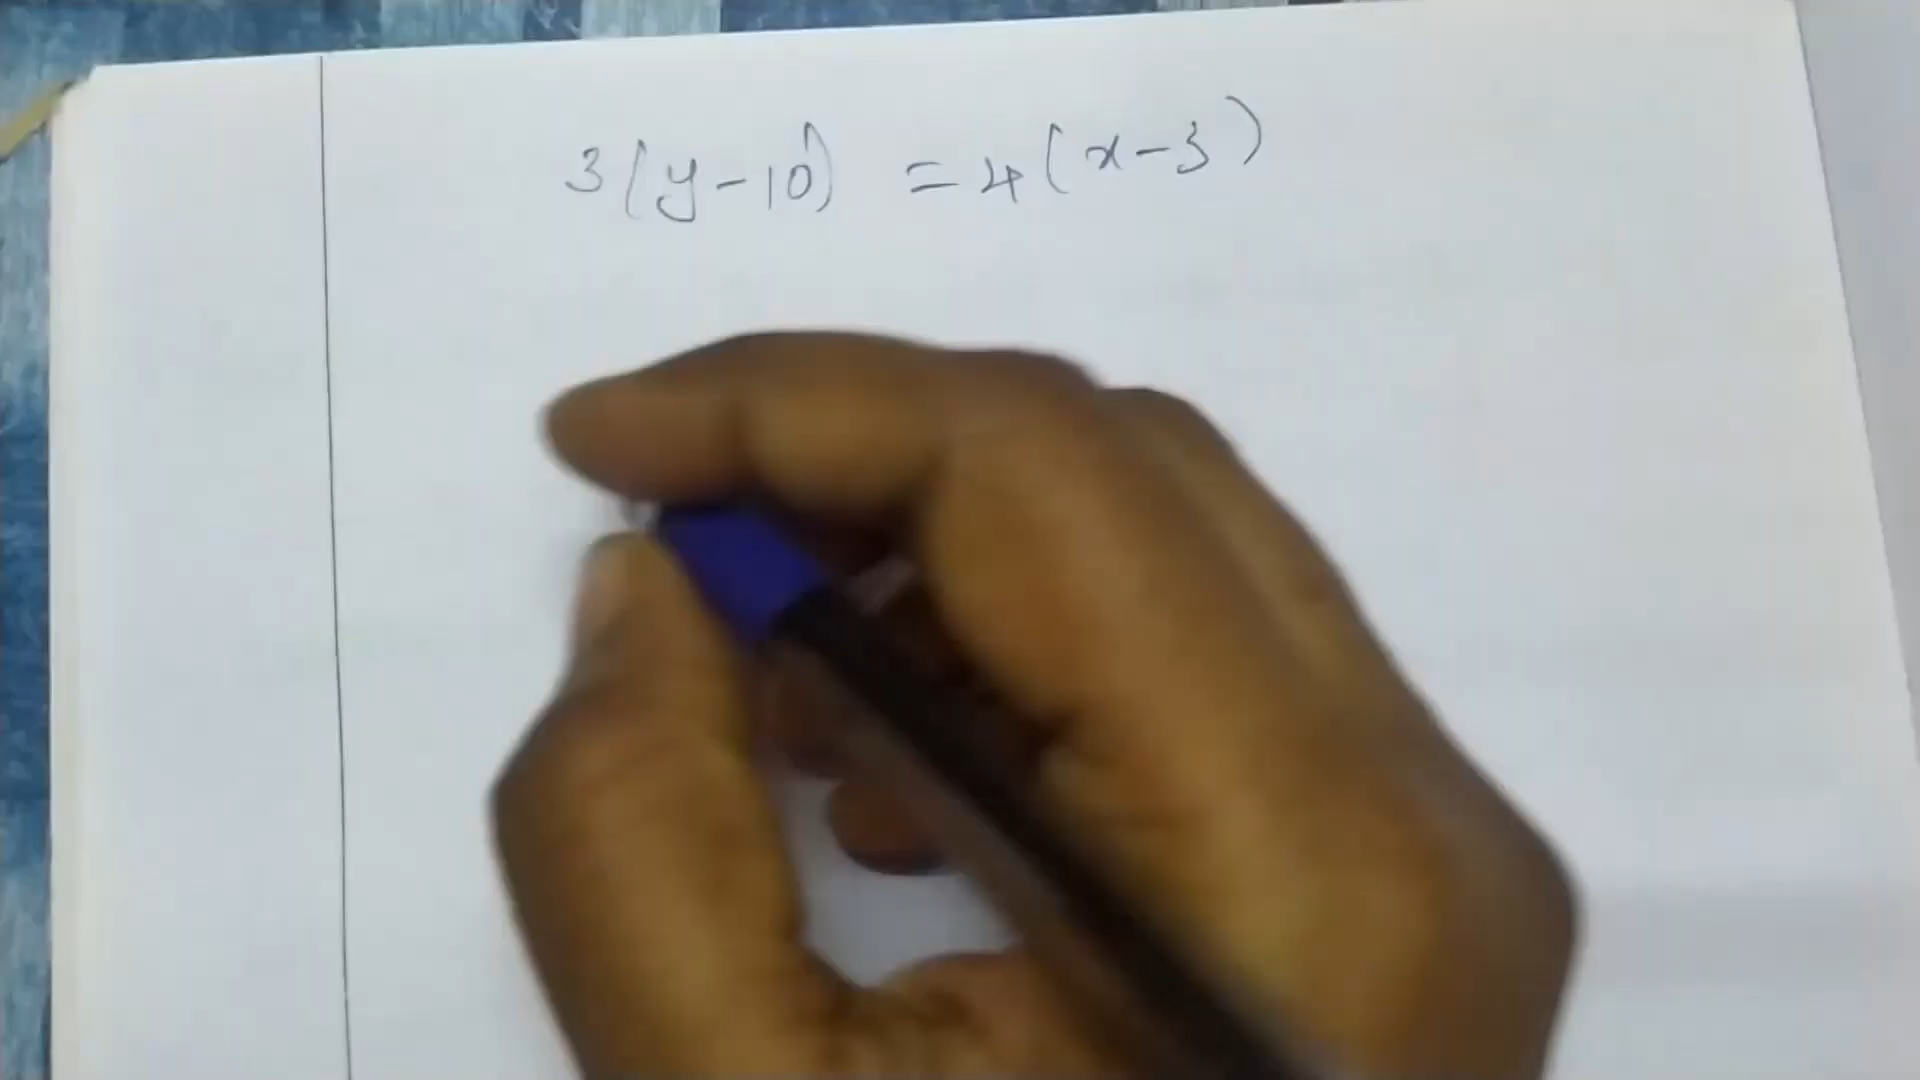 3(y-10) = 4(x-3)